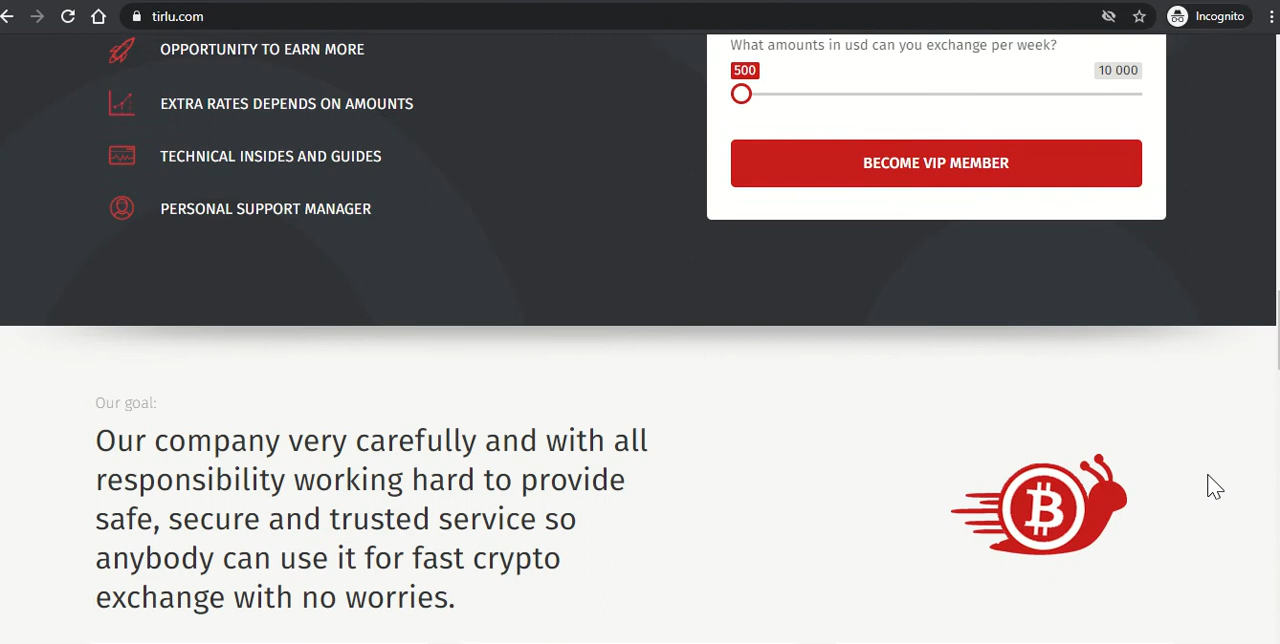 tirlu.com
Incognito
OPPORTUNITY TO EARN MORE
EXTRA RATES DEPENDS ON AMOUNTS
TECHNICAL INSIDES AND GUIDES
PERSONAL SUPPORT MANAGER
What amounts in usd can you exchange per week?
500
10 000
BECOME VIP MEMBER
Our goal:
Our company very carefully and with all
responsibility working hard to provide
safe, secure and trusted service so
anybody can use it for fast crypto
exchange with no worries.